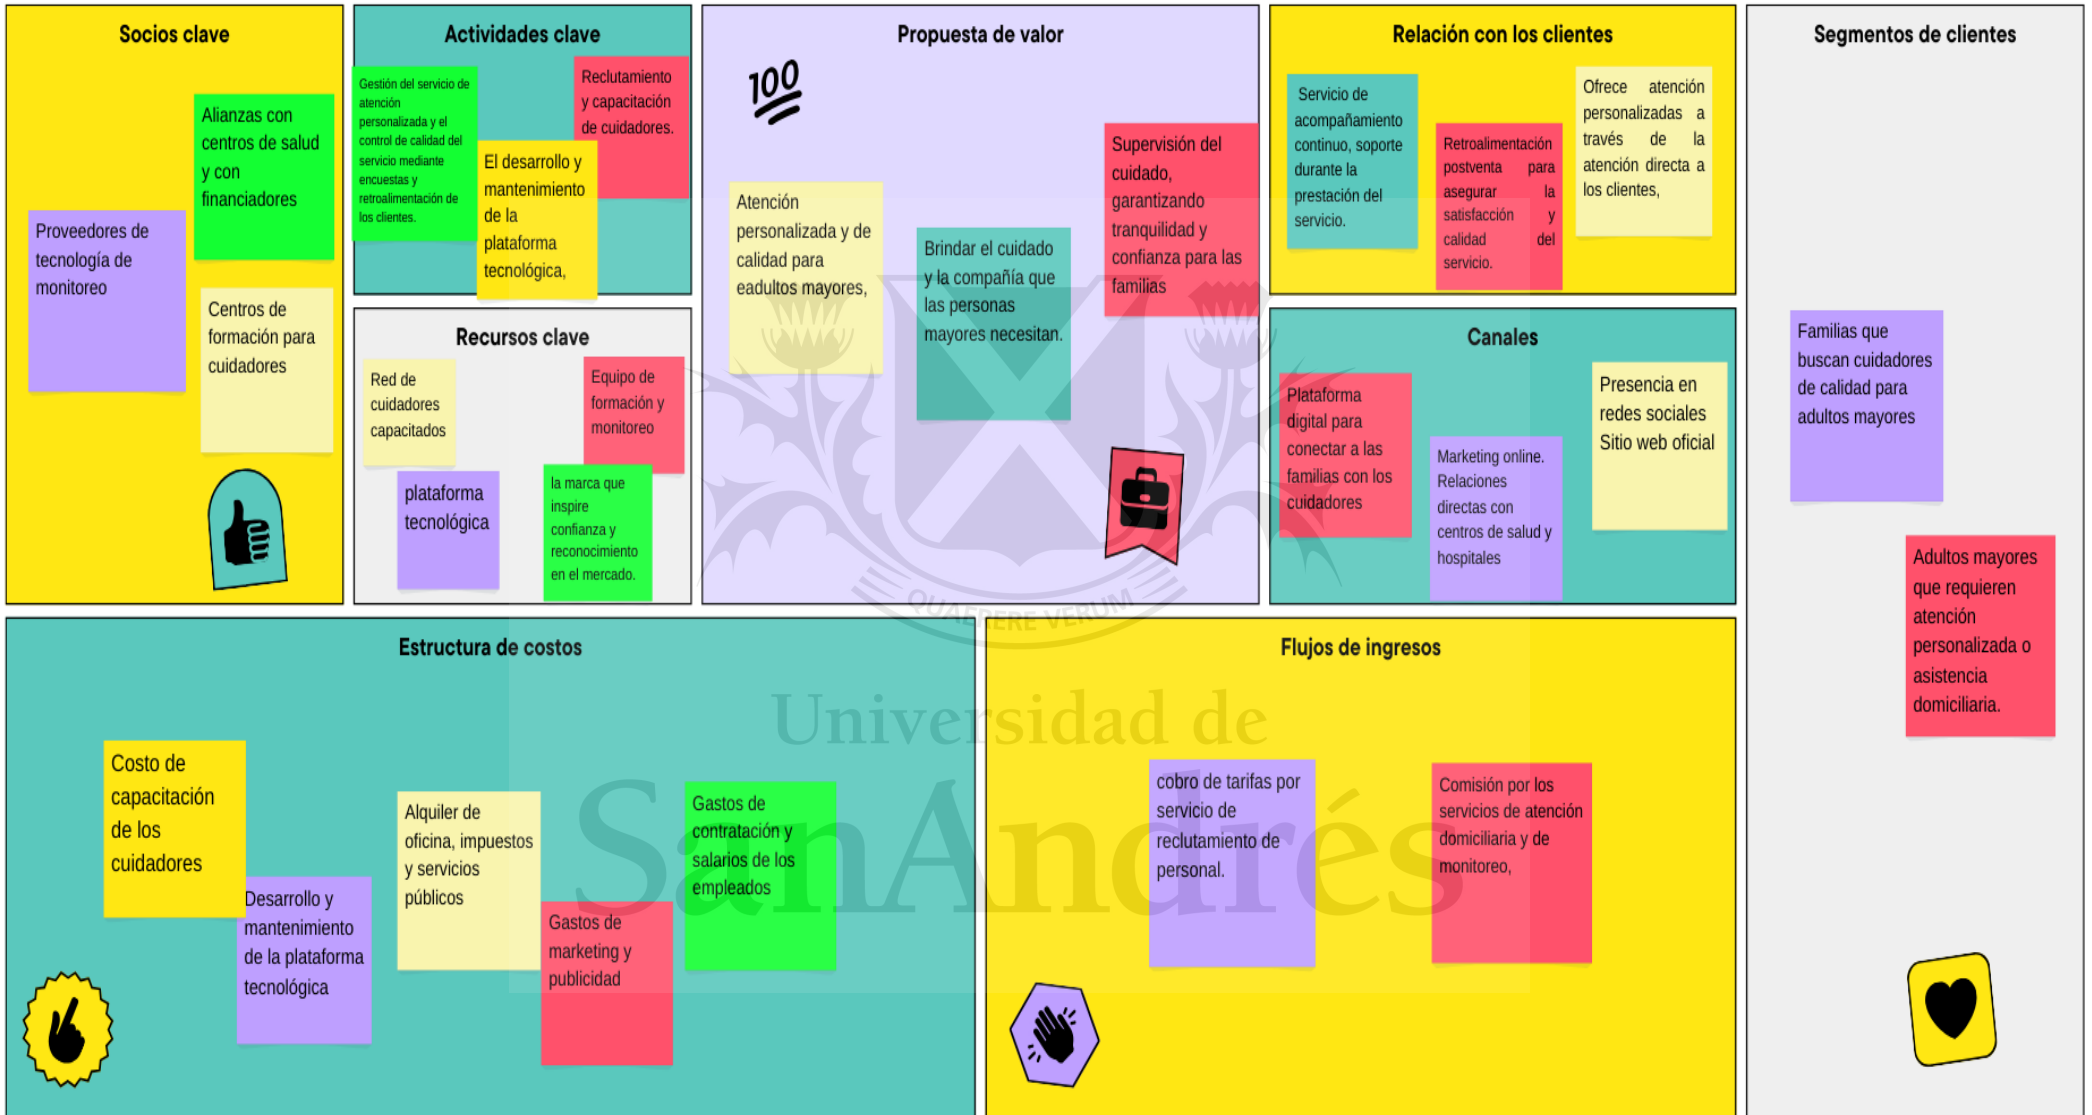 Socios clave
Alianzas con
centros de salud
y con
financiadores
Proveedores de
tecnología de
monitoreo
Centros de
formación para
cuidadores
Actividades clave
Gestión del servicio de
atención
personalizada y el
control de calidad del
servicio mediante
encuestas y
retroalimentación de
los clientes.
Reclutamiento
y capacitación
de cuidadores.
El desarrollo y
mantenimiento
de la
plataforma
tecnológica,
Recursos clave
Red de
cuidadores
capacitados
Equipo de
formación y
monitoreo
plataforma
tecnológica
la marca que
inspire
confianza y
reconocimiento
en el mercado.
Propuesta de valor
100
Atención
personalizada y de
calidad para
eadultos mayores,
Brindar el cuidado
y la compañía que
las personas
mayores necesitan.
Supervisión del
cuidado,
garantizando
tranquilidad y
confianza para las
familias
Relación con los clientes
Servicio de
acompañamiento
continuo, soporte
durante la
prestación del
servicio.
Retroalimentación
postventa para
asegurar la
satisfacción y
calidad del
servicio.
Ofrece atención
personalizadas a
través de la
atención directa a
los clientes,
Canales
Plataforma
digital para
conectar a las
familias con los
cuidadores
Marketing online.
Relaciones
directas con
centros de salud y
hospitales
Presencia en
redes sociales
Sitio web oficial
Segmentos de clientes
Familias que
buscan cuidadores
de calidad para
adultos mayores
Adultos mayores
que requieren
atención
personalizada o
asistencia
domiciliaria.
Estructura de costos
Costo de
capacitación
de los
cuidadores
Desarrollo y
mantenimiento
de la plataforma
tecnológica
Alquiler de
oficina, impuestos
y servicios
públicos
Gastos de
marketing y
publicidad
Gastos de
contratación y
salarios de los
empleados
Flujos de ingresos
cobro de tarifas por
servicio de
reclutamiento de
personal.
Comisión por los
servicios de atención
domiciliaria y de
monitoreo,
QUAERERE VERUM
Universidad de
SanAndrés